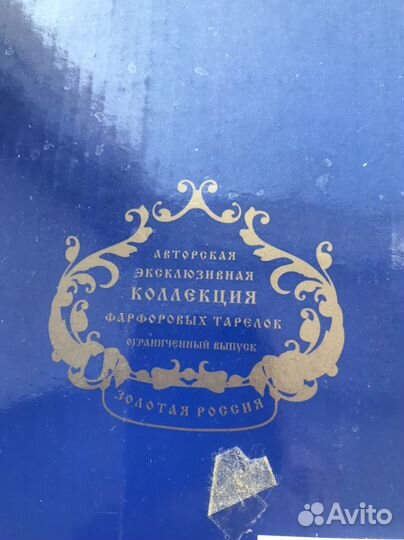 АВТОРСКАЯ
ЭКСКЛЮЗИВНАЯ
КОЛЛЕКЦИЯ
ФАРФОРОВЫХ ТАРЕЛОК
ОГРАНИЧЕННЫЙ ВЫПУСК
ЗОЛОТАЯ РОССИЯ
Avito